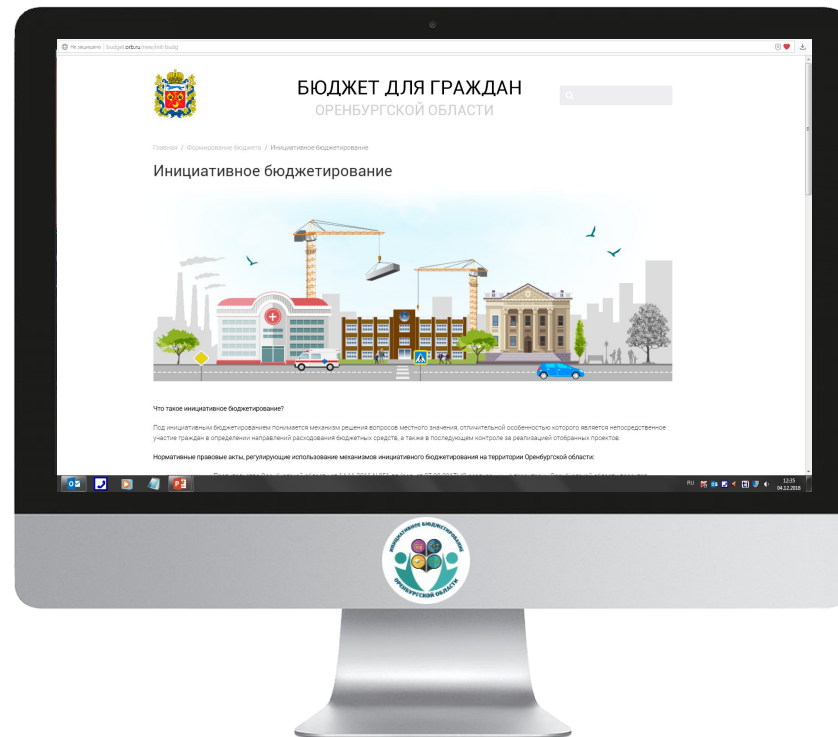 Не защищено budget.orb.ru/new/init-budg
БЮДЖЕТ ДЛЯ ГРАЖДАН
ОРЕНБУРГСКОЙ ОБЛАСТИ
Главная / Формирование бюджета / Инициативное бюджетирование
Инициативное бюджетирование
Что такое инициативное бюджетирование?
Под инициативным бюджетированием понимается механизм решения вопросов местного значения, отличительной особенностью которого является непосредственное
участие граждан в определении направлений расходования бюджетных средств, а также в последующем контроле за реализацией отобранных проектов.
Нормативные правовые акты, регулирующие использование механизмов инициативного бюджетирования на территории Оренбургской области:
RU
12:35
04.12.2018
ИНИЦИАТИВНОЕ БЮДЖЕТИРОВАНИЕ
ОРЕНБУРГСКОЙ ОБЛАСТИ